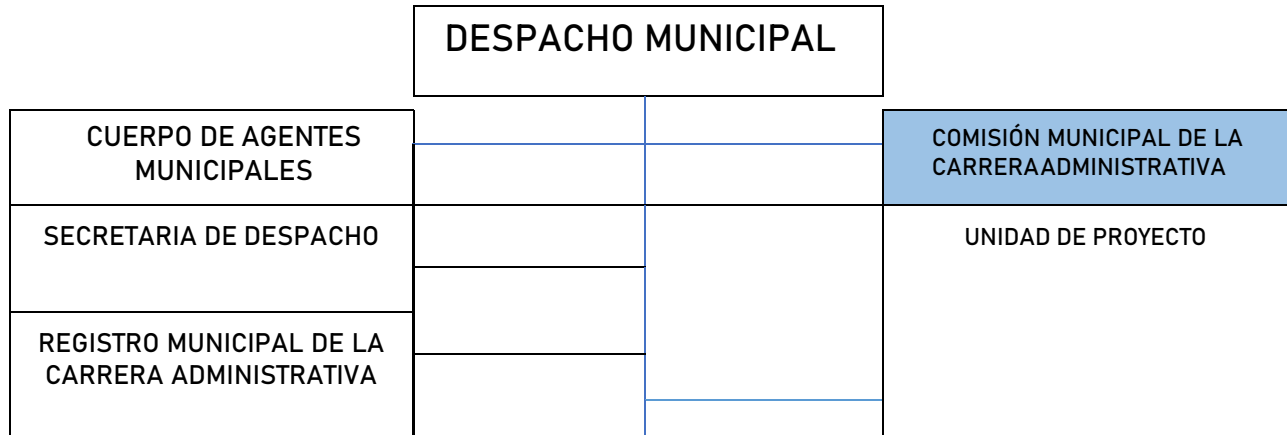 DESPACHO MUNICIPAL
CUERPO DE AGENTES
MUNICIPALES
COMISIÓN MUNICIPAL DE LA
CARRERAADMINISTRATIVA
SECRETARIA DE DESPACHO
UNIDAD DE PROYECTO
REGISTRO MUNICIPAL DE LA
CARRERA ADMINISTRATIVA